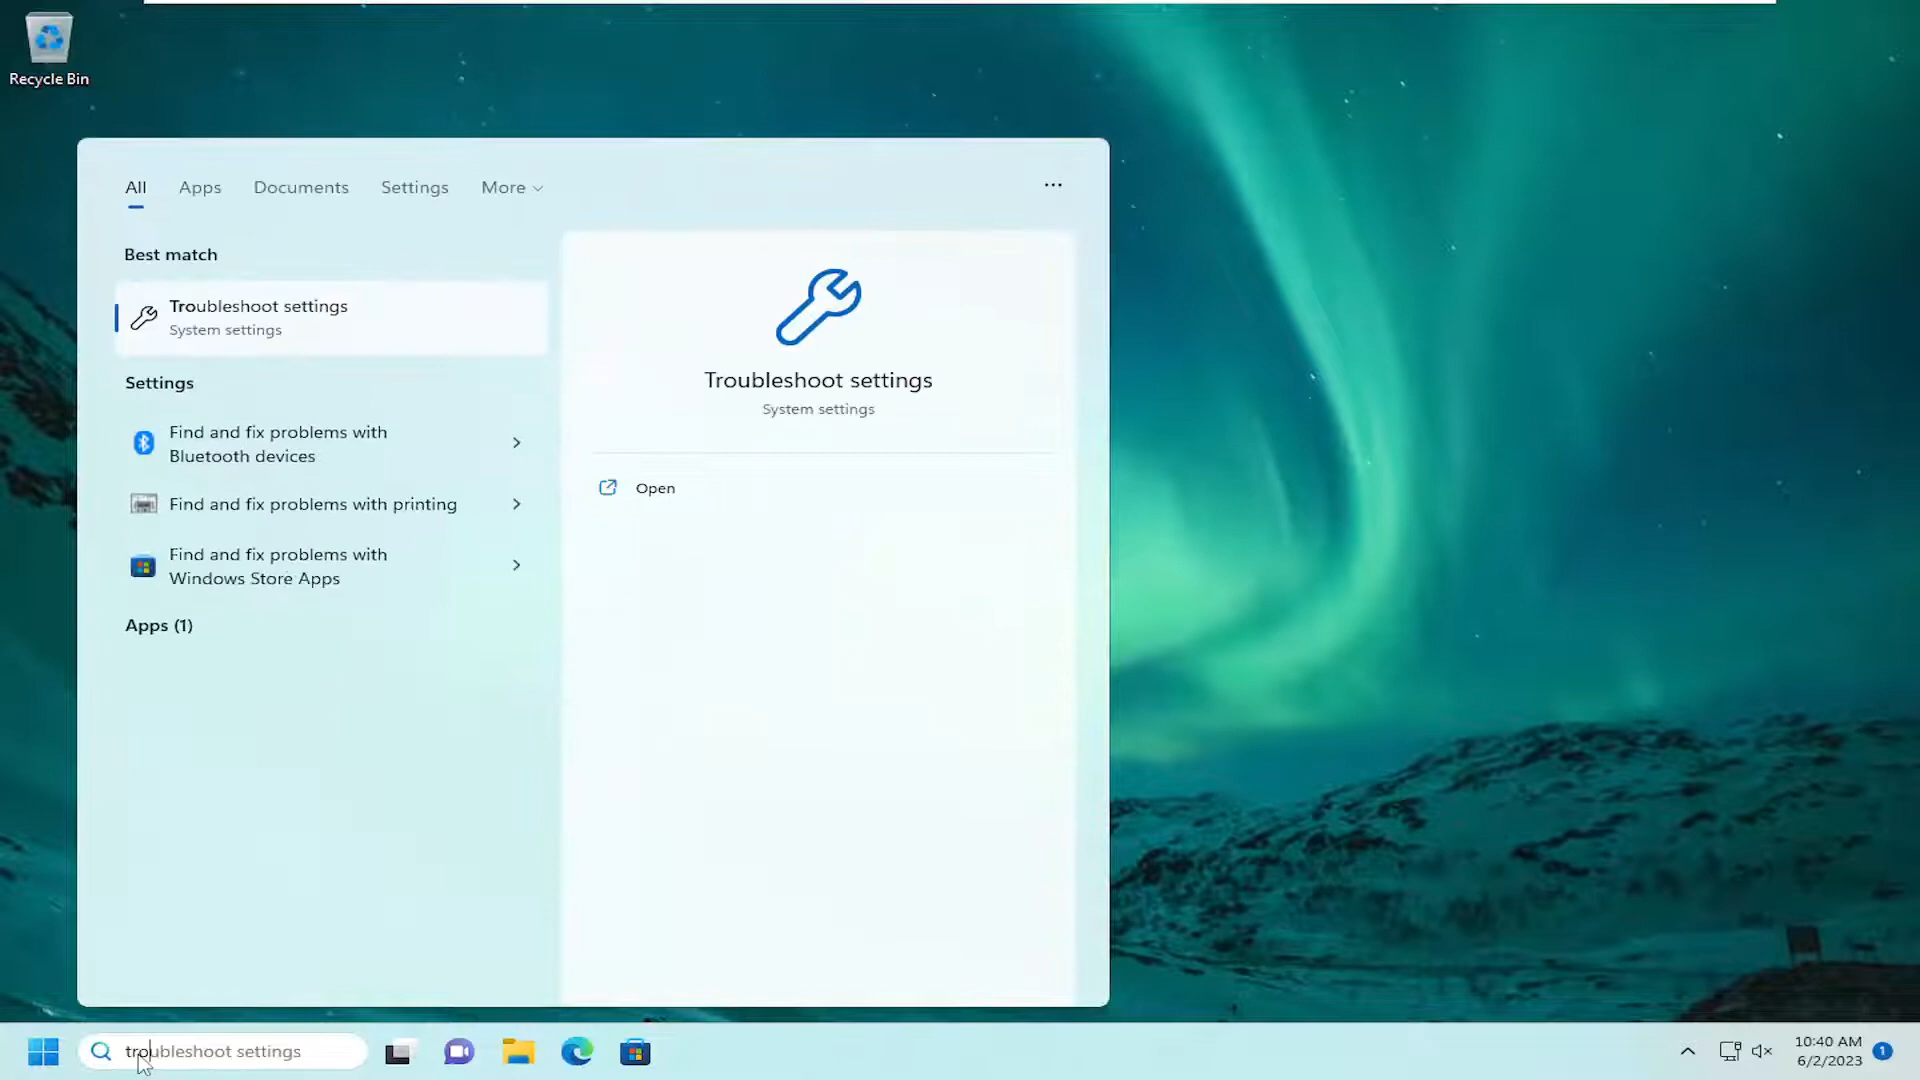 Recycle Bin
All Apps Documents Settings More
Best match
Troubleshoot settings
System settings
Settings
Find and fix problems with
Bluetooth devices
Find and fix problems with printing
Find and fix problems with
Windows Store Apps
Apps (1)
Troubleshoot settings
System settings
Open
troubleshoot settings
10:40 AM
6/2/2023
1